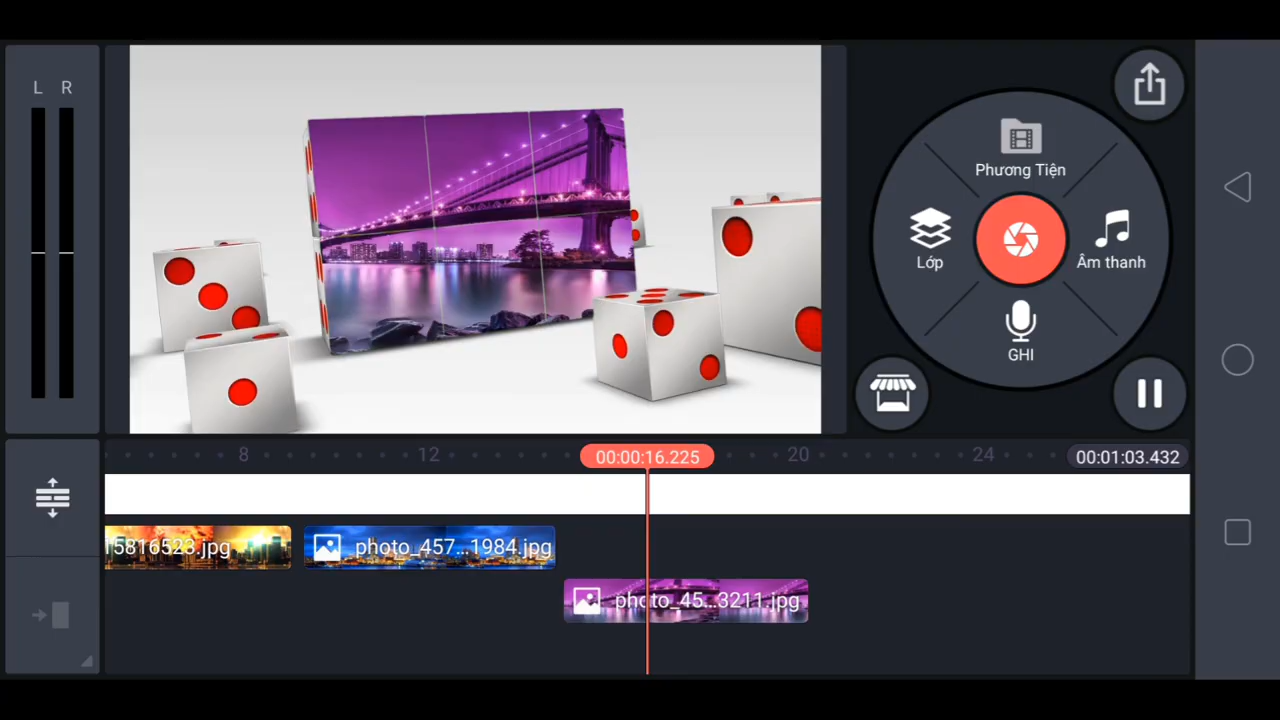 L R
Phương Tiện
Lớp
Âm thanh
GHI
8 12 00:00:16.225 20 24 00:01:03.432
15816523.jpg
photo_457...1984.jpg
photo_45...3211.jpg